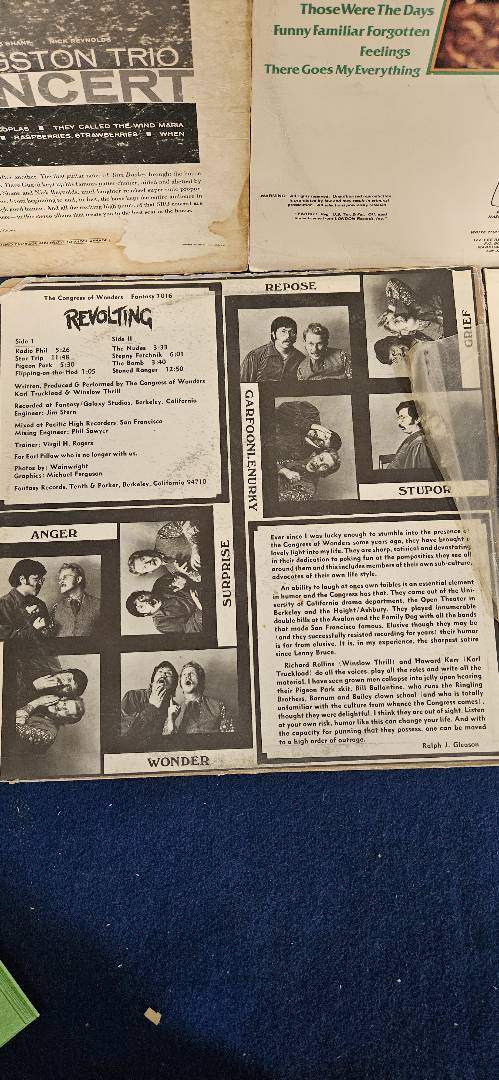 NICK REYNOLDS
GSTON TRIO
NCERT
COPLAS ■ THEY CALLED THE WIND MARIA
■ RASPBERRIES, STRAWBERRIES ■ WHEN
Those Were The Days
Funny Familiar Forgotten
Feelings
There Goes My Everything
The Congress of Wonders Fantasy 7016
REVOLTING
Side I
Radio Phil 5:26
Star Trip 11:48
Pigeon Park 5:30
Flipping-on the Hod 1:05
Side II
The Nudes 3:33
Stepny Fetchnik 6:01
The Bomb 3:40
Stoned Ranger 12:50
Written, Produced & Performed by The Congress of Wonders
Karl Truckload & Winslow Thrill
Recorded at Fantasy/Galaxy Studios, Berkeley, California
Engineer: Jim Stern
Mixed at Pacific High Recorders, San Francisco
Mixing Engineer: Phil Sawyer
Trainer: Virgil H. Rogers
For Earl Pillow who is no longer with us.
Photos by: Wainwright
Graphics: Michael Ferguson
Fantasy Records, Tenth & Parker, Berkeley, California 94710
REPOSE
GRIEF
GARFOONLENURKY
STUPOR
ANGER
SURPRISE
WONDER
Ever since I was lucky enough to stumble into the presence
the Congress of Wonders some years ago, they have brought
lovely light into my life. They are sharp, satirical and devastating
in their dedication to poking fun at the pomposities they see all
around them and this includes members of their own sub-culture,
advocates of their own life style.
An ability to laugh at ones own foibles is an essential element
in humor and the Congress has that. They came out of the Uni-
versity of California drama department, the Open Theater in
Berkeley and the Haight/Ashbury. They played innumerable
double bills at the Avalon and the Family Dog with all the bands
that made San Francisco famous. Elusive though they may be
(and they successfully resisted recording for years) their humor
is far from elusive. It is, in my experience, the sharpest satire
since Lenny Bruce.
Richard Rollins (Winslow Thrill) and Howard Kerr (Karl
Truckload) do all the voices, play all the roles and write all the
material. I have seen grown men collapse into jelly upon hearing
their Pigeon Park skit. Bill Ballantine, who runs the Ringling
Brothers, Barnum and Bailey clown school (and who is totally
unfamiliar with the culture from whence the Congress comes),
thought they were delightful. I think they are out of sight. Listen
at your own risk, humor like this can change your life. And with
the capacity for punning that they possess, one can be moved
to a high order of outrage.
Ralph J. Gleason